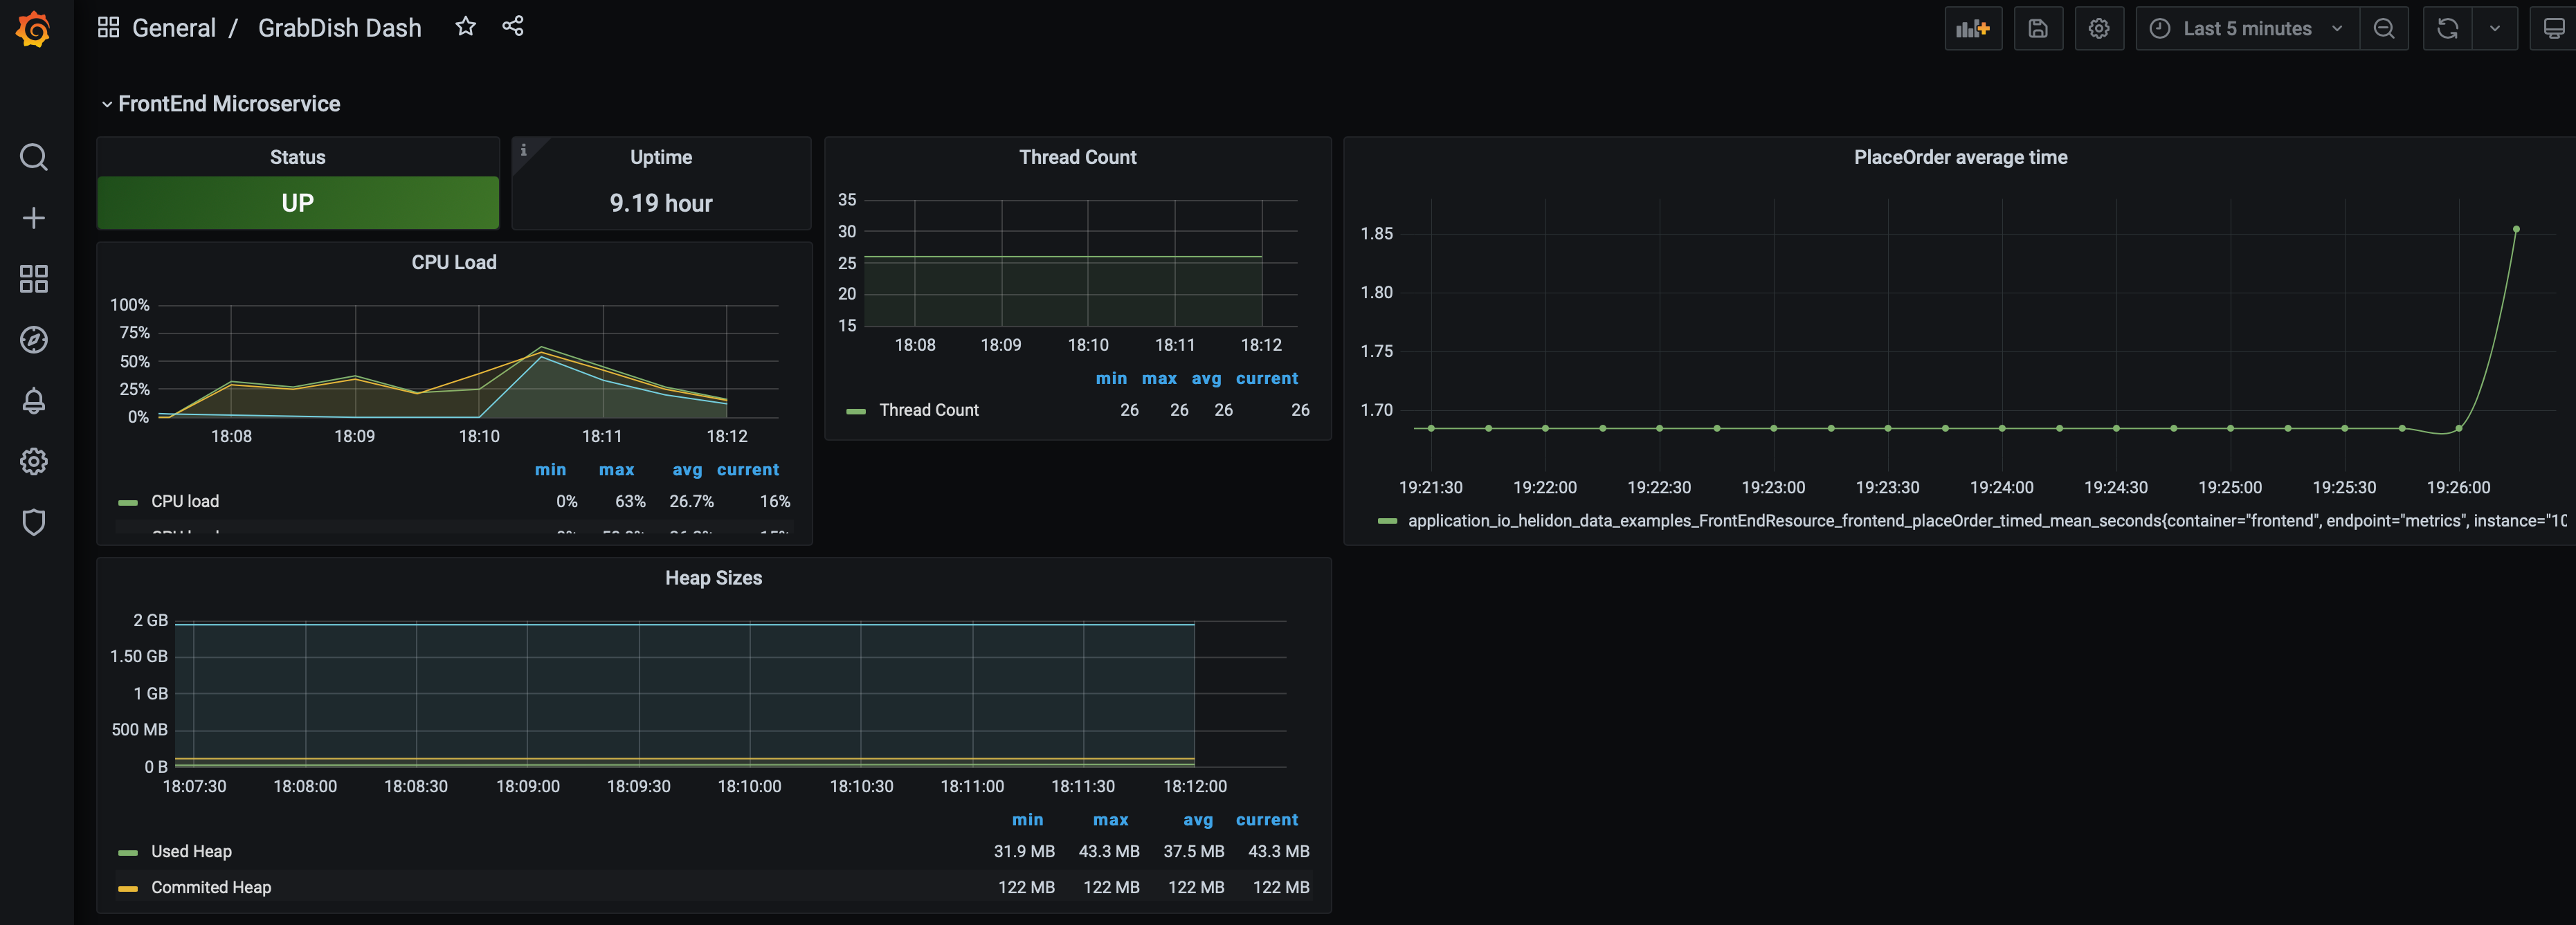 General / GrabDish Dash
Last 5 minutes
FrontEnd Microservice
Status
UP
i
Uptime
9.19 hour
CPU Load
100%
75%
50%
25%
0%
18:08 18:09 18:10 18:11 18:12
min max avg current
CPU load 0% 63% 26.7% 16%
Thread Count
35
30
25
20
15
18:08 18:09 18:10 18:11 18:12
min max avg current
Thread Count 26 26 26 26
PlaceOrder average time
1.85
1.80
1.75
1.70
19:21:30 19:22:00 19:22:30 19:23:00 19:23:30 19:24:00 19:24:30 19:25:00 19:25:30 19:26:00
application_io_helidon_data_examples_FrontEndResource_frontend_placeOrder_timed_mean_seconds{container="frontend", endpoint="metrics", instance="10
Heap Sizes
2 GB
1.50 GB
1 GB
500 MB
0 B
18:07:30 18:08:00 18:08:30 18:09:00 18:09:30 18:10:00 18:10:30 18:11:00 18:11:30 18:12:00
min max avg current
Used Heap 31.9 MB 43.3 MB 37.5 MB 43.3 MB
Commited Heap 122 MB 122 MB 122 MB 122 MB